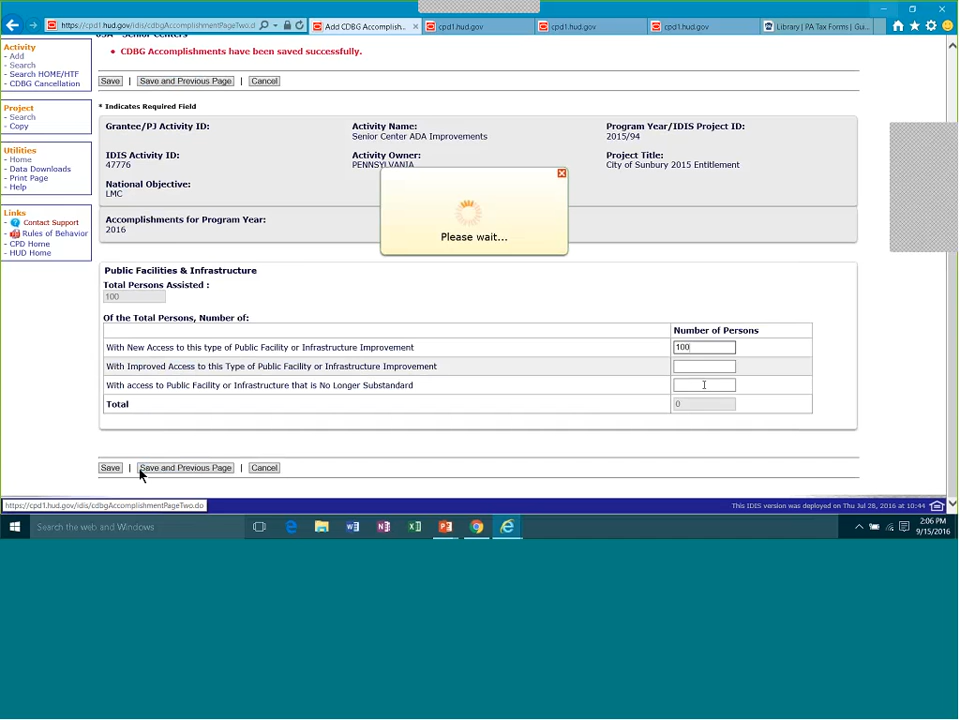 https://cpd1.hud.gov/idis/cdbgAccomplishmentPageTwo.d
Add CDBG Accomplish...
cpd1.hud.gov
cpd1.hud.gov
cpd1.hud.gov
Library | PA Tax Forms | Gui...
Activity
- Add
- Search
- Search HOME/HTF
- CDBG Cancellation
Project
- Search
- Copy
Utilities
- Home
- Data Downloads
- Print Page
- Help
Links
- Contact Support
- Rules of Behavior
- CPD Home
- HUD Home
Senior Centers
• CDBG Accomplishments have been saved successfully.
Save | Save and Previous Page | Cancel
* Indicates Required Field
Grantee/PJ Activity ID:
Activity Name:
Senior Center ADA Improvements
Program Year/IDIS Project ID:
2015/94
IDIS Activity ID:
47776
Activity Owner:
PENNSYLVANIA
Project Title:
City of Sunbury 2015 Entitlement
National Objective:
LMC
Accomplishments for Program Year:
2016
Please wait...
Public Facilities & Infrastructure
Total Persons Assisted :
100
Of the Total Persons, Number of:
Number of Persons
With New Access to this type of Public Facility or Infrastructure Improvement 100
With Improved Access to this Type of Public Facility or Infrastructure Improvement
With access to Public Facility or Infrastructure that is No Longer Substandard
Total 0
Save | Save and Previous Page | Cancel
https://cpd1.hud.gov/idis/cdbgAccomplishmentPageTwo.do
This IDIS version was deployed on Thu Jul 28, 2016 at 10:44
Search the web and Windows
2:06 PM
9/15/2016